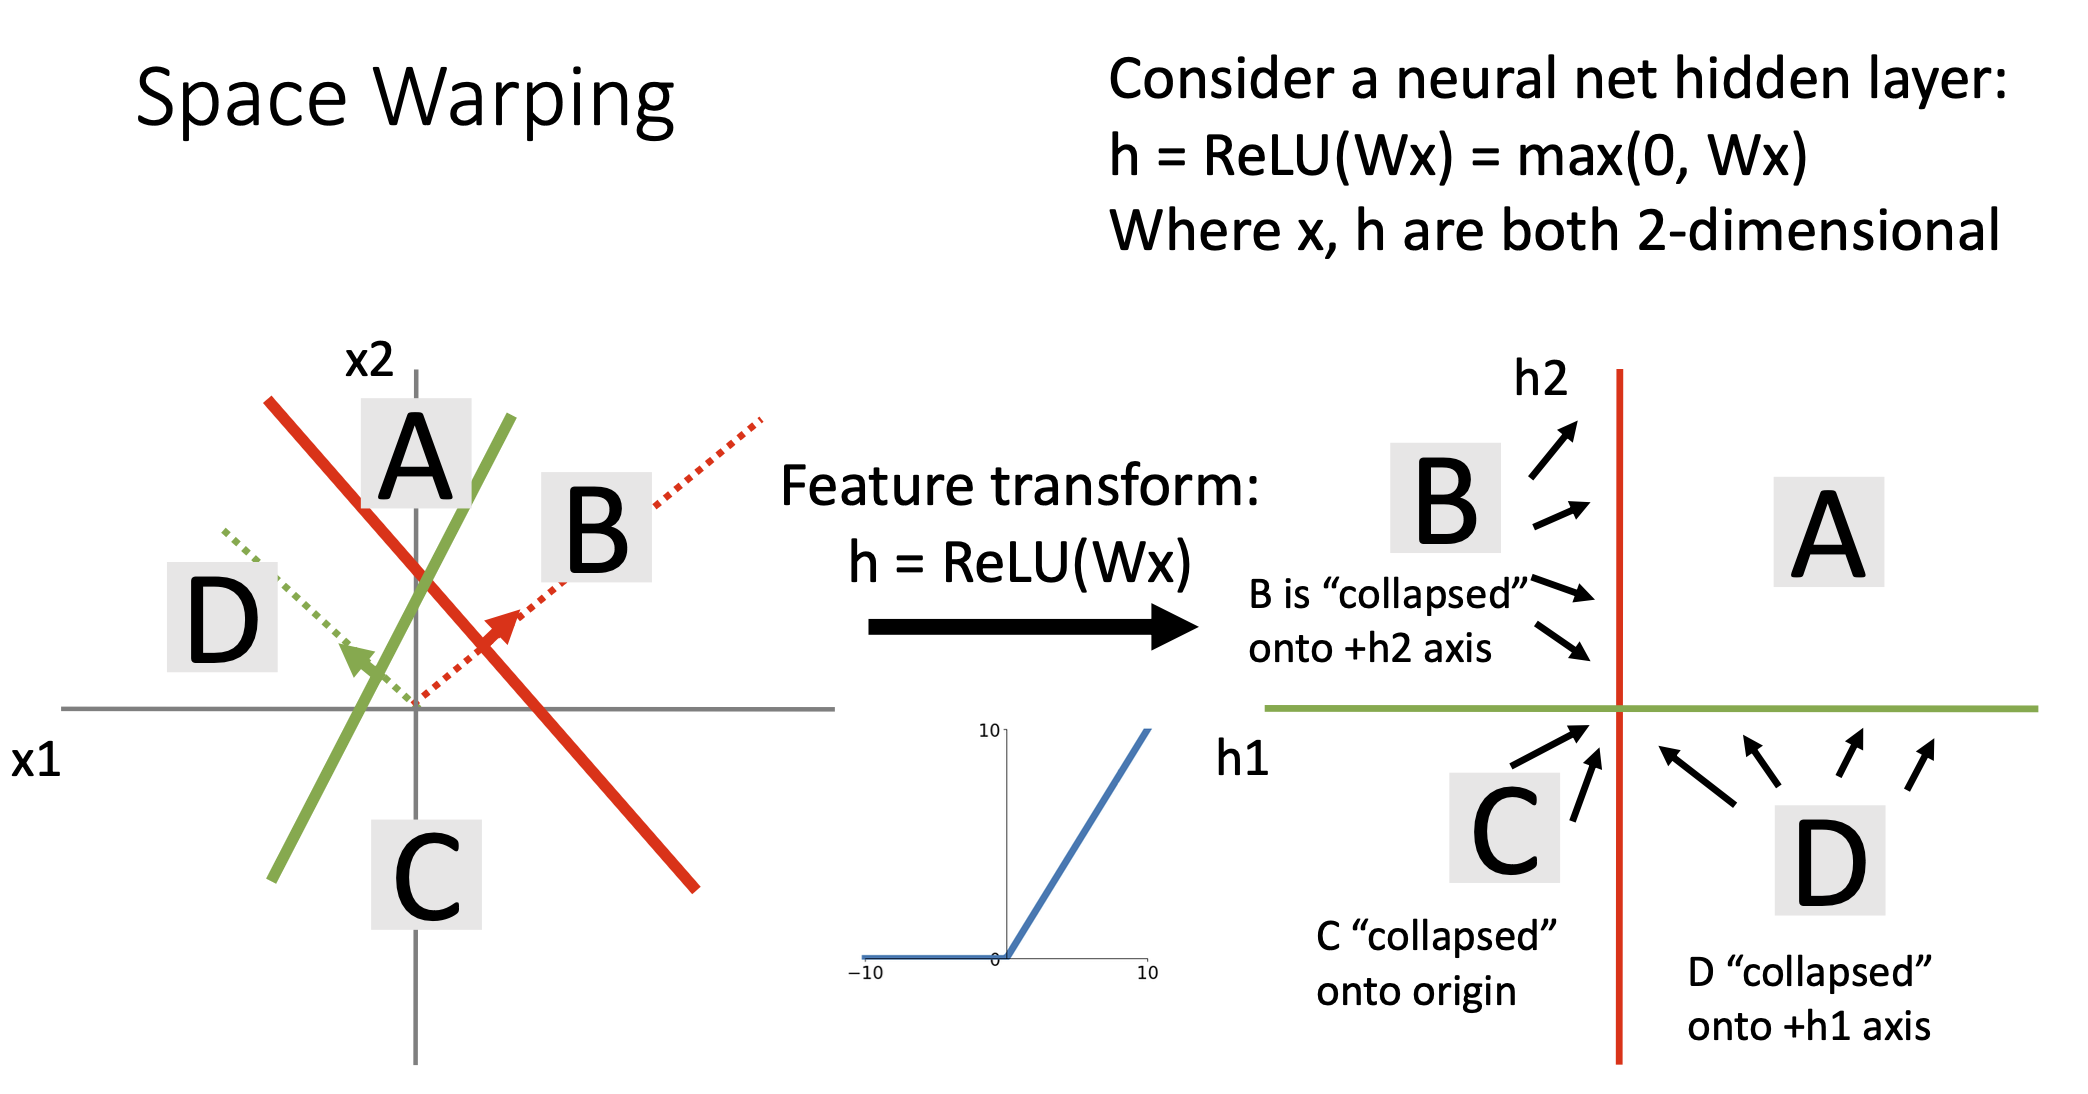 Space Warping
Consider a neural net hidden layer:
h = ReLU(Wx) = max(0, Wx)
Where x, h are both 2-dimensional
x2
A
B
D
x1
C
Feature transform:
h = ReLU(Wx)
10
0
−10
10
h2
B
A
B is “collapsed”
onto +h2 axis
h1
C
D
C “collapsed”
onto origin
D “collapsed”
onto +h1 axis